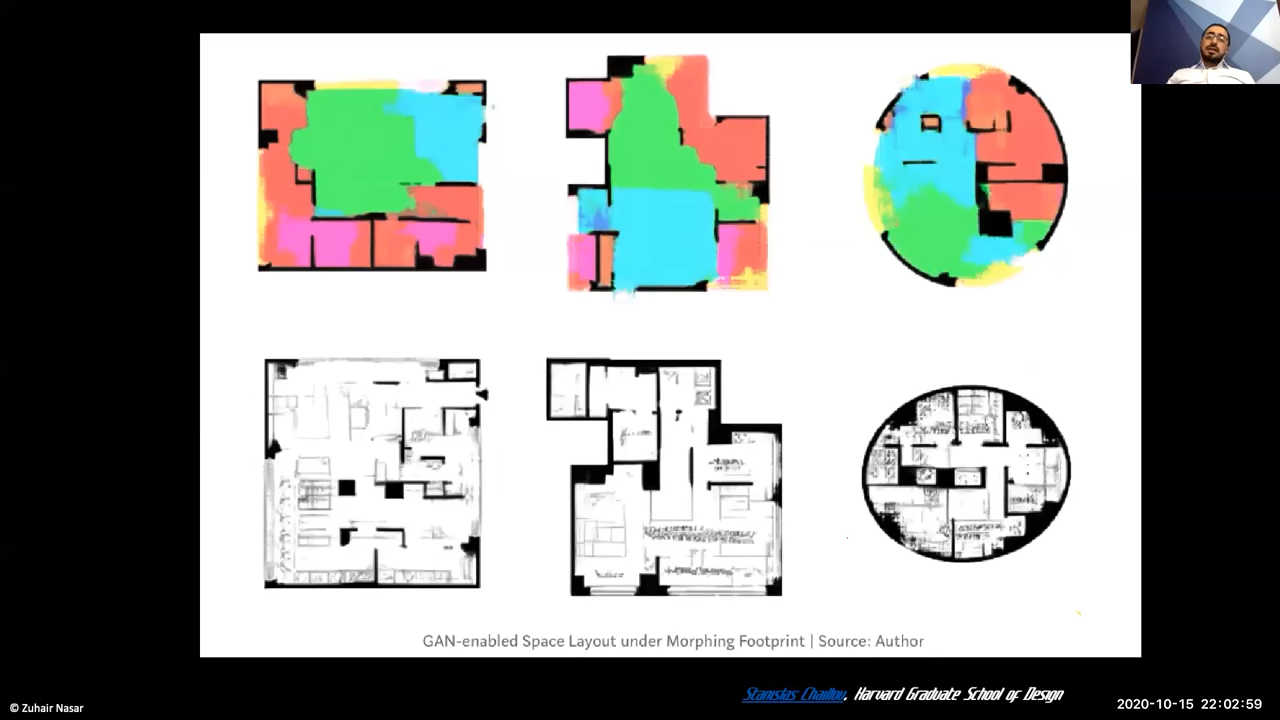 GAN-enabled Space Layout under Morphing Footprint | Source: Author
Stanislas Chaillou, Harvard Graduate School of Design
© Zuhair Nasar
2020-10-15 22:02:59